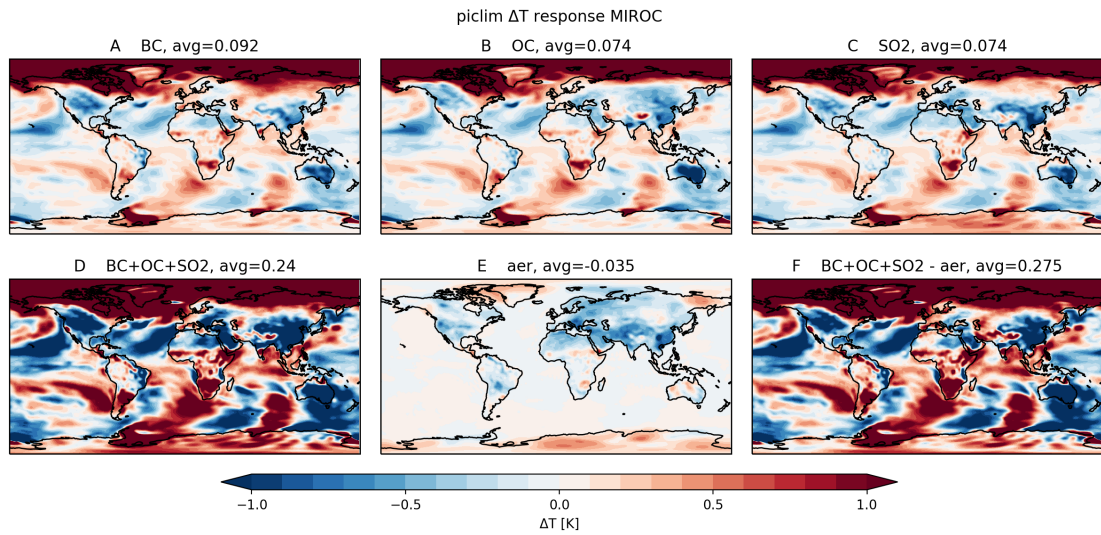 piclim ΔT response MIROC
A BC, avg=0.092
B OC, avg=0.074
C SO2, avg=0.074
D BC+OC+SO2, avg=0.24
E aer, avg=-0.035
F BC+OC+SO2 - aer, avg=0.275
−1.0 −0.5 0.0 0.5 1.0
ΔT [K]